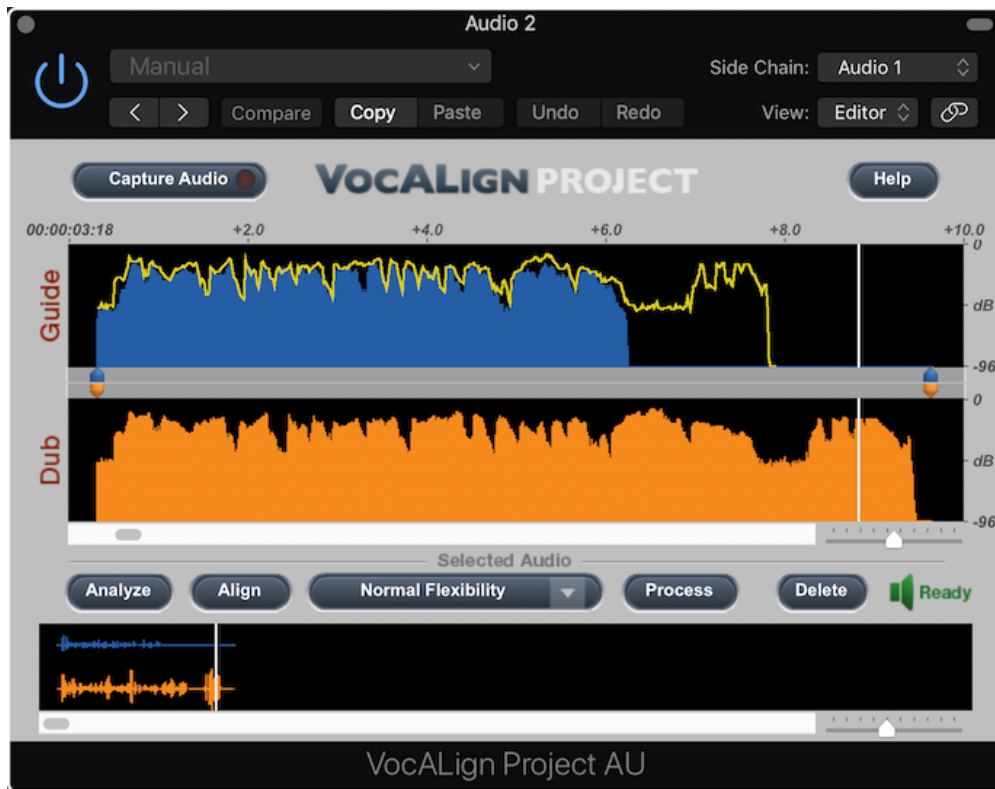 Audio 2
Manual
Side Chain: Audio 1
Compare Copy Paste Undo Redo View: Editor
Capture Audio VOCALIGN PROJECT Help
00:00:03:18 +2.0 +4.0 +6.0 +8.0 +10.0
0
Guide
dB
-96
0
Dub
dB
-96
Selected Audio
Analyze Align Normal Flexibility Process Delete Ready
VocALign Project AU